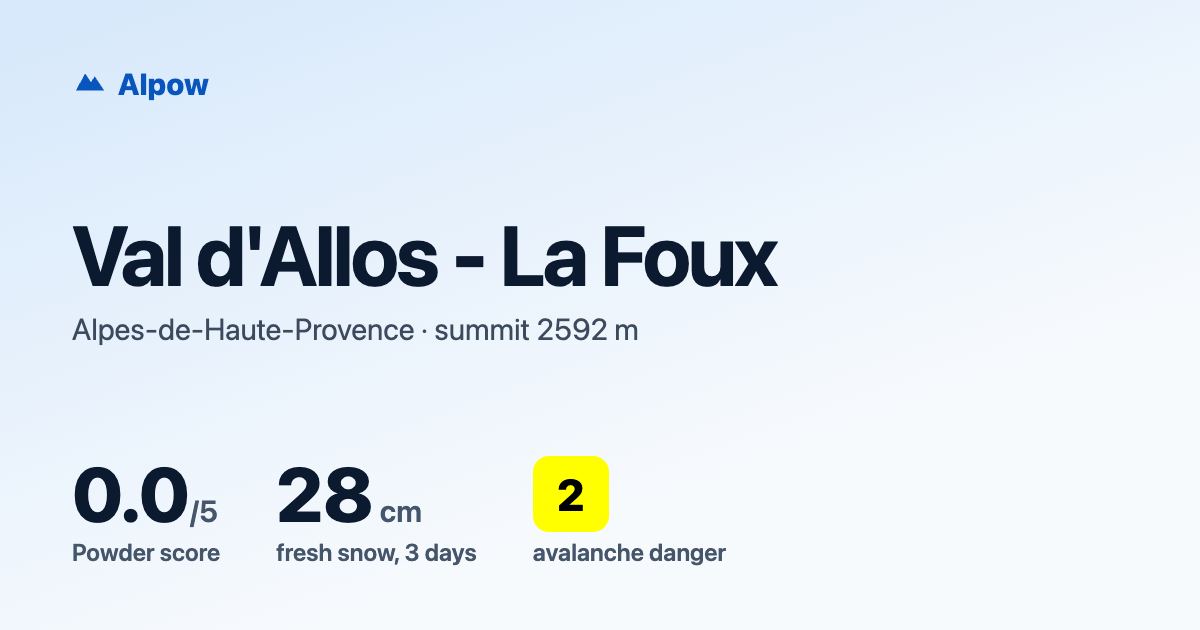 Alpow
Val d'Allos - La Foux
Alpes-de-Haute-Provence · summit 2592 m
0.0/5 28 cm 2
Powder score fresh snow, 3 days avalanche danger